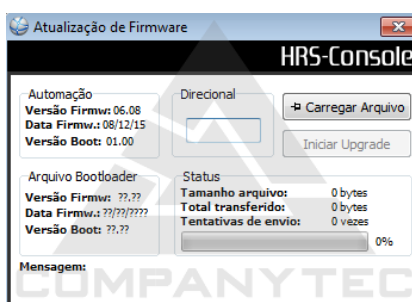 Atualização de Firmware
HRS-Console
Automação
Versão Firmw: 06.08
Data Firmw.: 08/12/15
Versão Boot: 01.00
Direcional
Carregar Arquivo
Iniciar Upgrade
Arquivo Bootloader
Versão Firmw: ??.??
Data Firmw.: ??/??/????
Versão Boot: ??.??
Status
Tamanho arquivo: 0 bytes
Total transferido: 0 bytes
Tentativas de envio: 0 vezes
0%
Mensagem:
COMPANYTEC